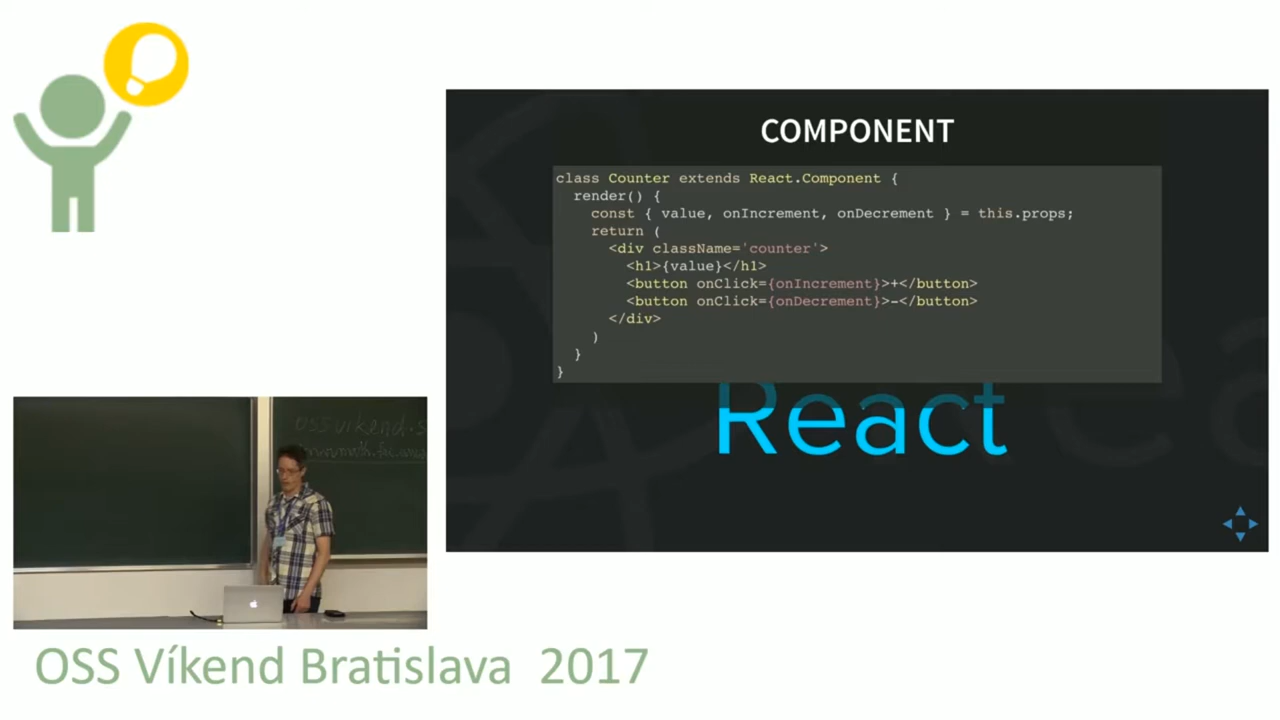 COMPONENT
class Counter extends React.Component {
render() {
const { value, onIncrement, onDecrement } = this.props;
return (
<div className='counter'>
<h1>{value}</h1>
<button onClick={onIncrement}>+</button>
<button onClick={onDecrement}>-</button>
</div>
)
}
}
React
ossvikend.s
OSS Víkend Bratislava 2017